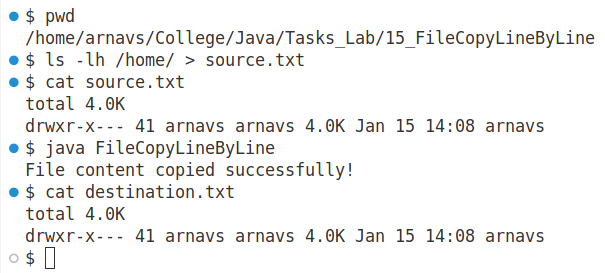 $ pwd
/home/arnavs/College/Java/Tasks_Lab/15_FileCopyLineByLine
$ ls -lh /home/ > source.txt
$ cat source.txt
total 4.0K
drwxr-x--- 41 arnavs arnavs 4.0K Jan 15 14:08 arnavs
$ java FileCopyLineByLine
File content copied successfully!
$ cat destination.txt
total 4.0K
drwxr-x--- 41 arnavs arnavs 4.0K Jan 15 14:08 arnavs
$